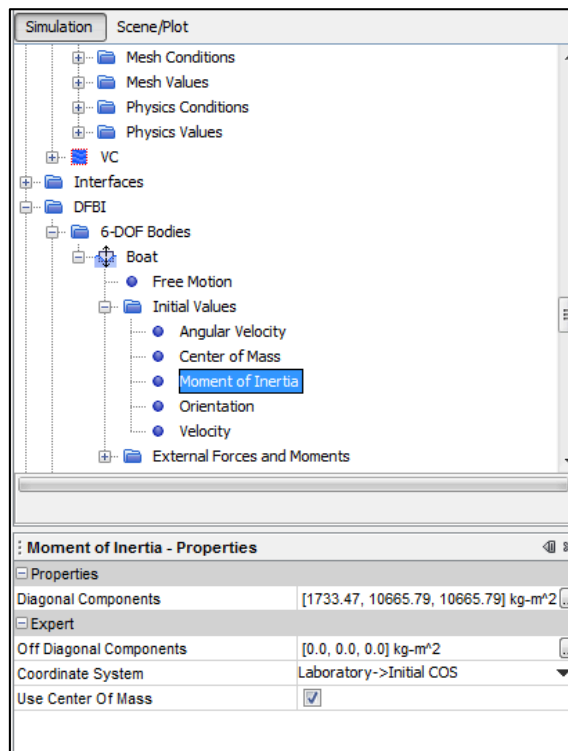 Simulation Scene/Plot
Mesh Conditions
Mesh Values
Physics Conditions
Physics Values
VC
Interfaces
DFBI
6-DOF Bodies
Boat
Free Motion
Initial Values
Angular Velocity
Center of Mass
Moment of Inertia
Orientation
Velocity
External Forces and Moments
Moment of Inertia - Properties
Properties
Diagonal Components [1733.47, 10665.79, 10665.79] kg-m^2
Expert
Off Diagonal Components [0.0, 0.0, 0.0] kg-m^2
Coordinate System Laboratory->Initial COS
Use Center Of Mass